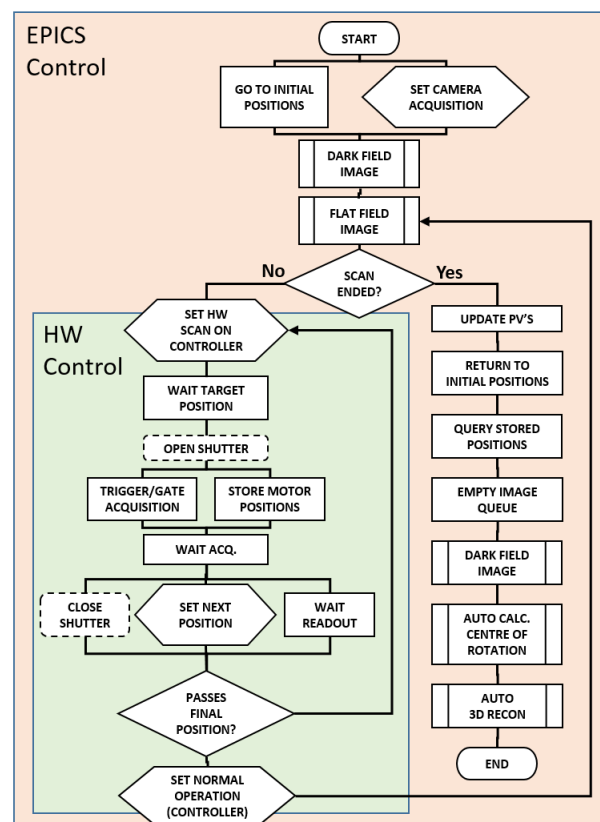 EPICS
Control
START
GO TO INITIAL
POSITIONS
SET CAMERA
ACQUISITION
DARK FIELD
IMAGE
FLAT FIELD
IMAGE
No
SCAN
ENDED?
Yes
HW
Control
SET HW
SCAN ON
CONTROLLER
WAIT TARGET
POSITION
OPEN SHUTTER
TRIGGER/GATE
ACQUISITION
STORE MOTOR
POSITIONS
WAIT ACQ.
CLOSE
SHUTTER
SET NEXT
POSITION
WAIT
READOUT
PASSES
FINAL
POSITION?
SET NORMAL
OPERATION
(CONTROLLER)
UPDATE PV'S
RETURN TO
INITIAL POSITIONS
QUERY STORED
POSITIONS
EMPTY IMAGE
QUEUE
DARK FIELD
IMAGE
AUTO CALC.
CENTRE OF
ROTATION
AUTO
3D RECON
END